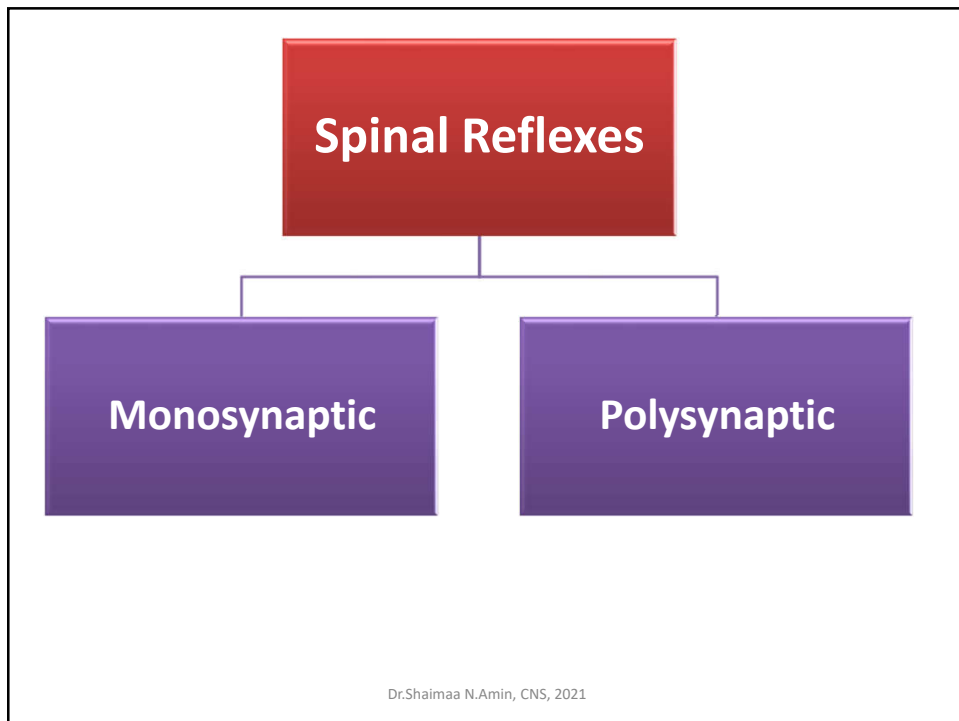 Spinal Reflexes
Monosynaptic
Polysynaptic
Dr.Shaimaa N.Amin, CNS, 2021